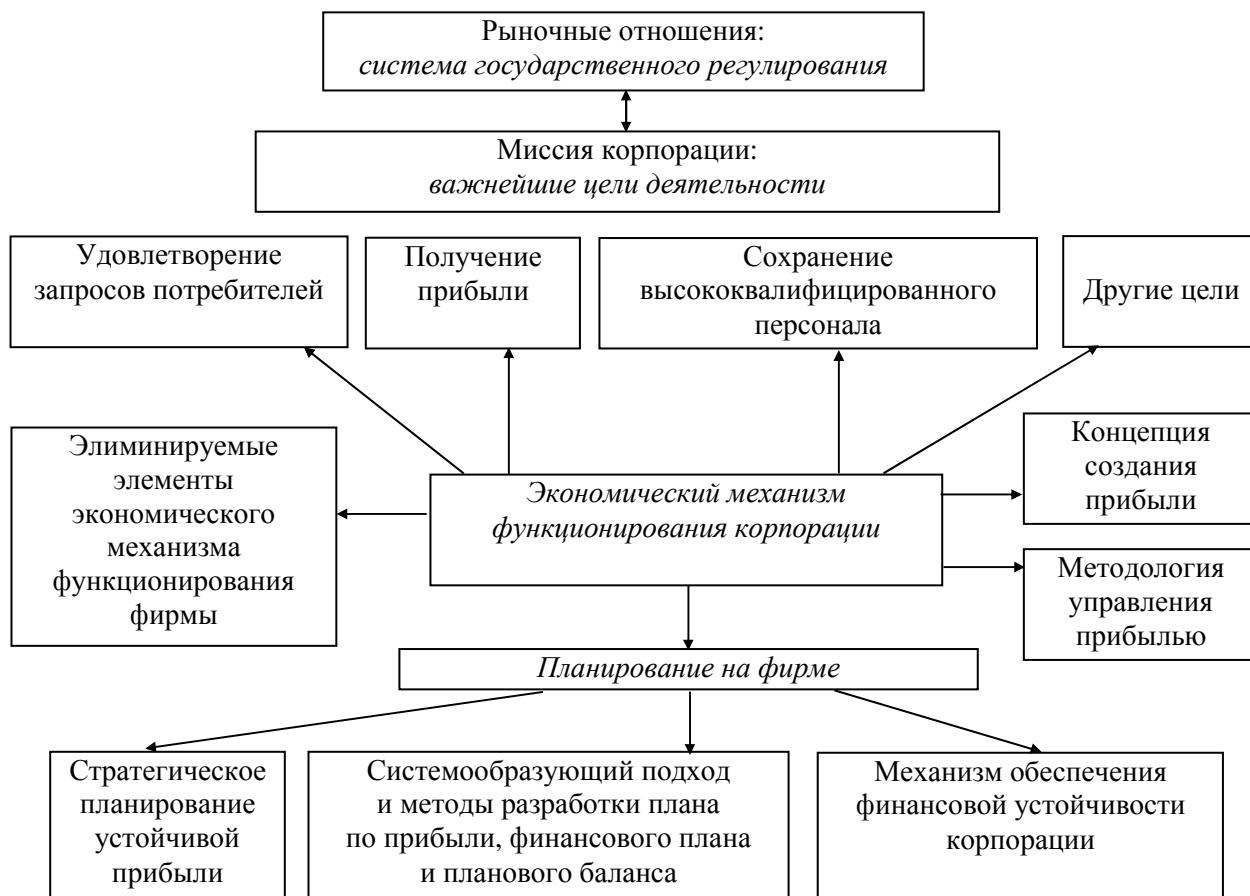 Рыночные отношения:
система государственного регулирования
Миссия корпорации:
важнейшие цели деятельности
Удовлетворение
запросов потребителей
Получение
прибыли
Сохранение
высококвалифицированного
персонала
Другие цели
Элиминируемые
элементы
экономического
механизма
функционирования
фирмы
Экономический механизм
функционирования корпорации
Концепция
создания
прибыли
Методология
управления
прибылью
Планирование на фирме
Стратегическое
планирование
устойчивой
прибыли
Системообразующий подход
и методы разработки плана
по прибыли, финансового плана
и планового баланса
Механизм обеспечения
финансовой устойчивости
корпорации